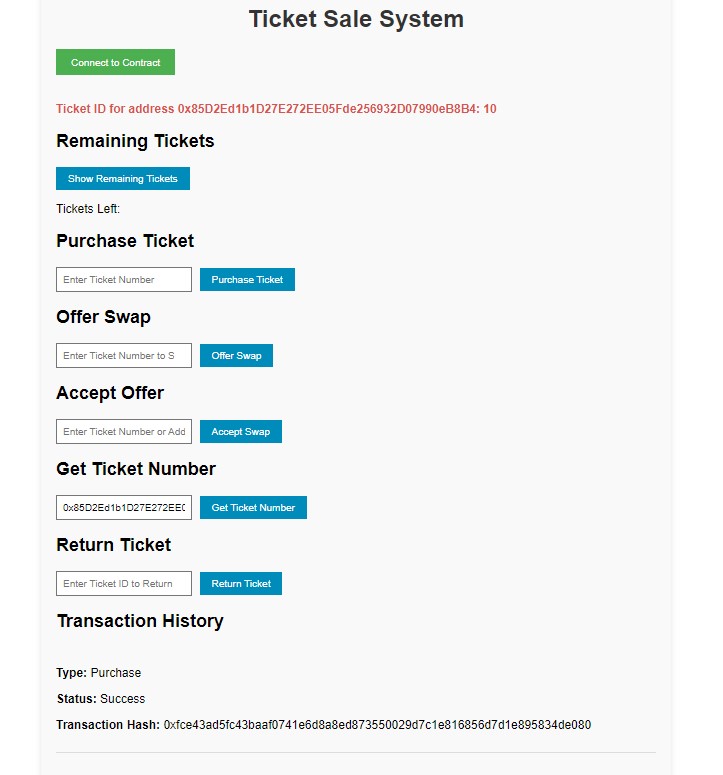 Ticket Sale System
Connect to Contract
Ticket ID for address 0x85D2Ed1b1D27E272EE05Fde256932D07990eB8B4: 10
Remaining Tickets
Show Remaining Tickets
Tickets Left:
Purchase Ticket
Enter Ticket Number
Purchase Ticket
Offer Swap
Enter Ticket Number to S
Offer Swap
Accept Offer
Enter Ticket Number or Add
Accept Swap
Get Ticket Number
0x85D2Ed1b1D27E272EE0
Get Ticket Number
Return Ticket
Enter Ticket ID to Return
Return Ticket
Transaction History
Type: Purchase
Status: Success
Transaction Hash: 0xfce43ad5fc43baaf0741e6d8a8ed873550029d7c1e816856d7d1e895834de080